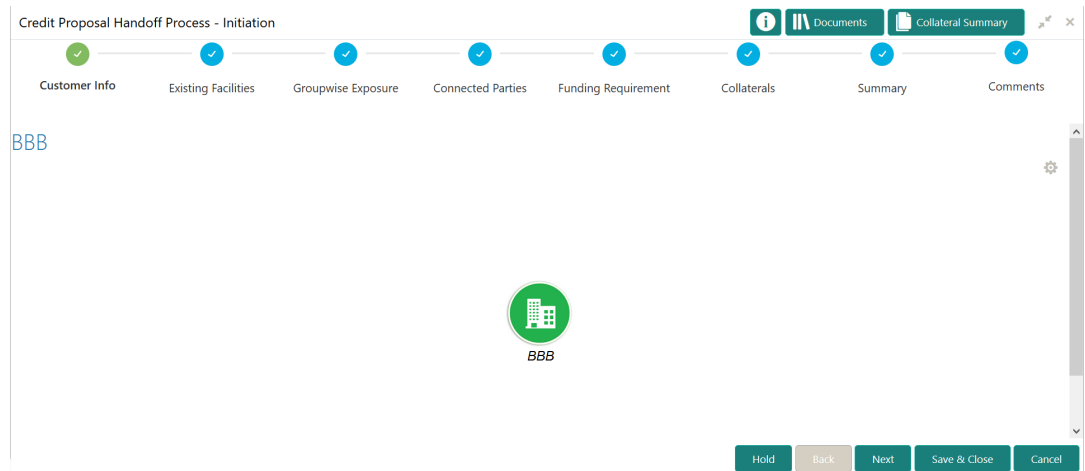 Credit Proposal Handoff Process - Initiation
Documents
Collateral Summary
Customer Info
Existing Facilities
Groupwise Exposure
Connected Parties
Funding Requirement
Collaterals
Summary
Comments
BBB
BBB
Hold
Back
Next
Save & Close
Cancel